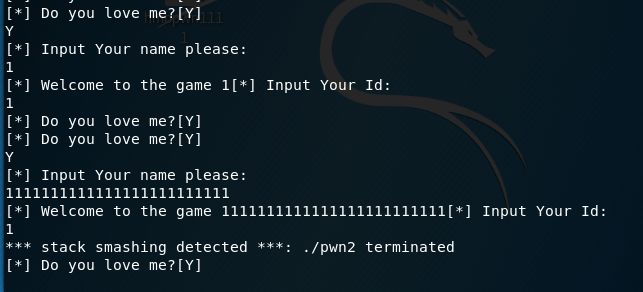 [*] Do you love me?[Y]
Y
[*] Input Your name please:
1
[*] Welcome to the game 1[*] Input Your Id:
1
[*] Do you love me?[Y]
[*] Do you love me?[Y]
Y
[*] Input Your name please:
1111111111111111111111111
[*] Welcome to the game 1111111111111111111111111[*] Input Your Id:
1
*** stack smashing detected ***: ./pwn2 terminated
[*] Do you love me?[Y]